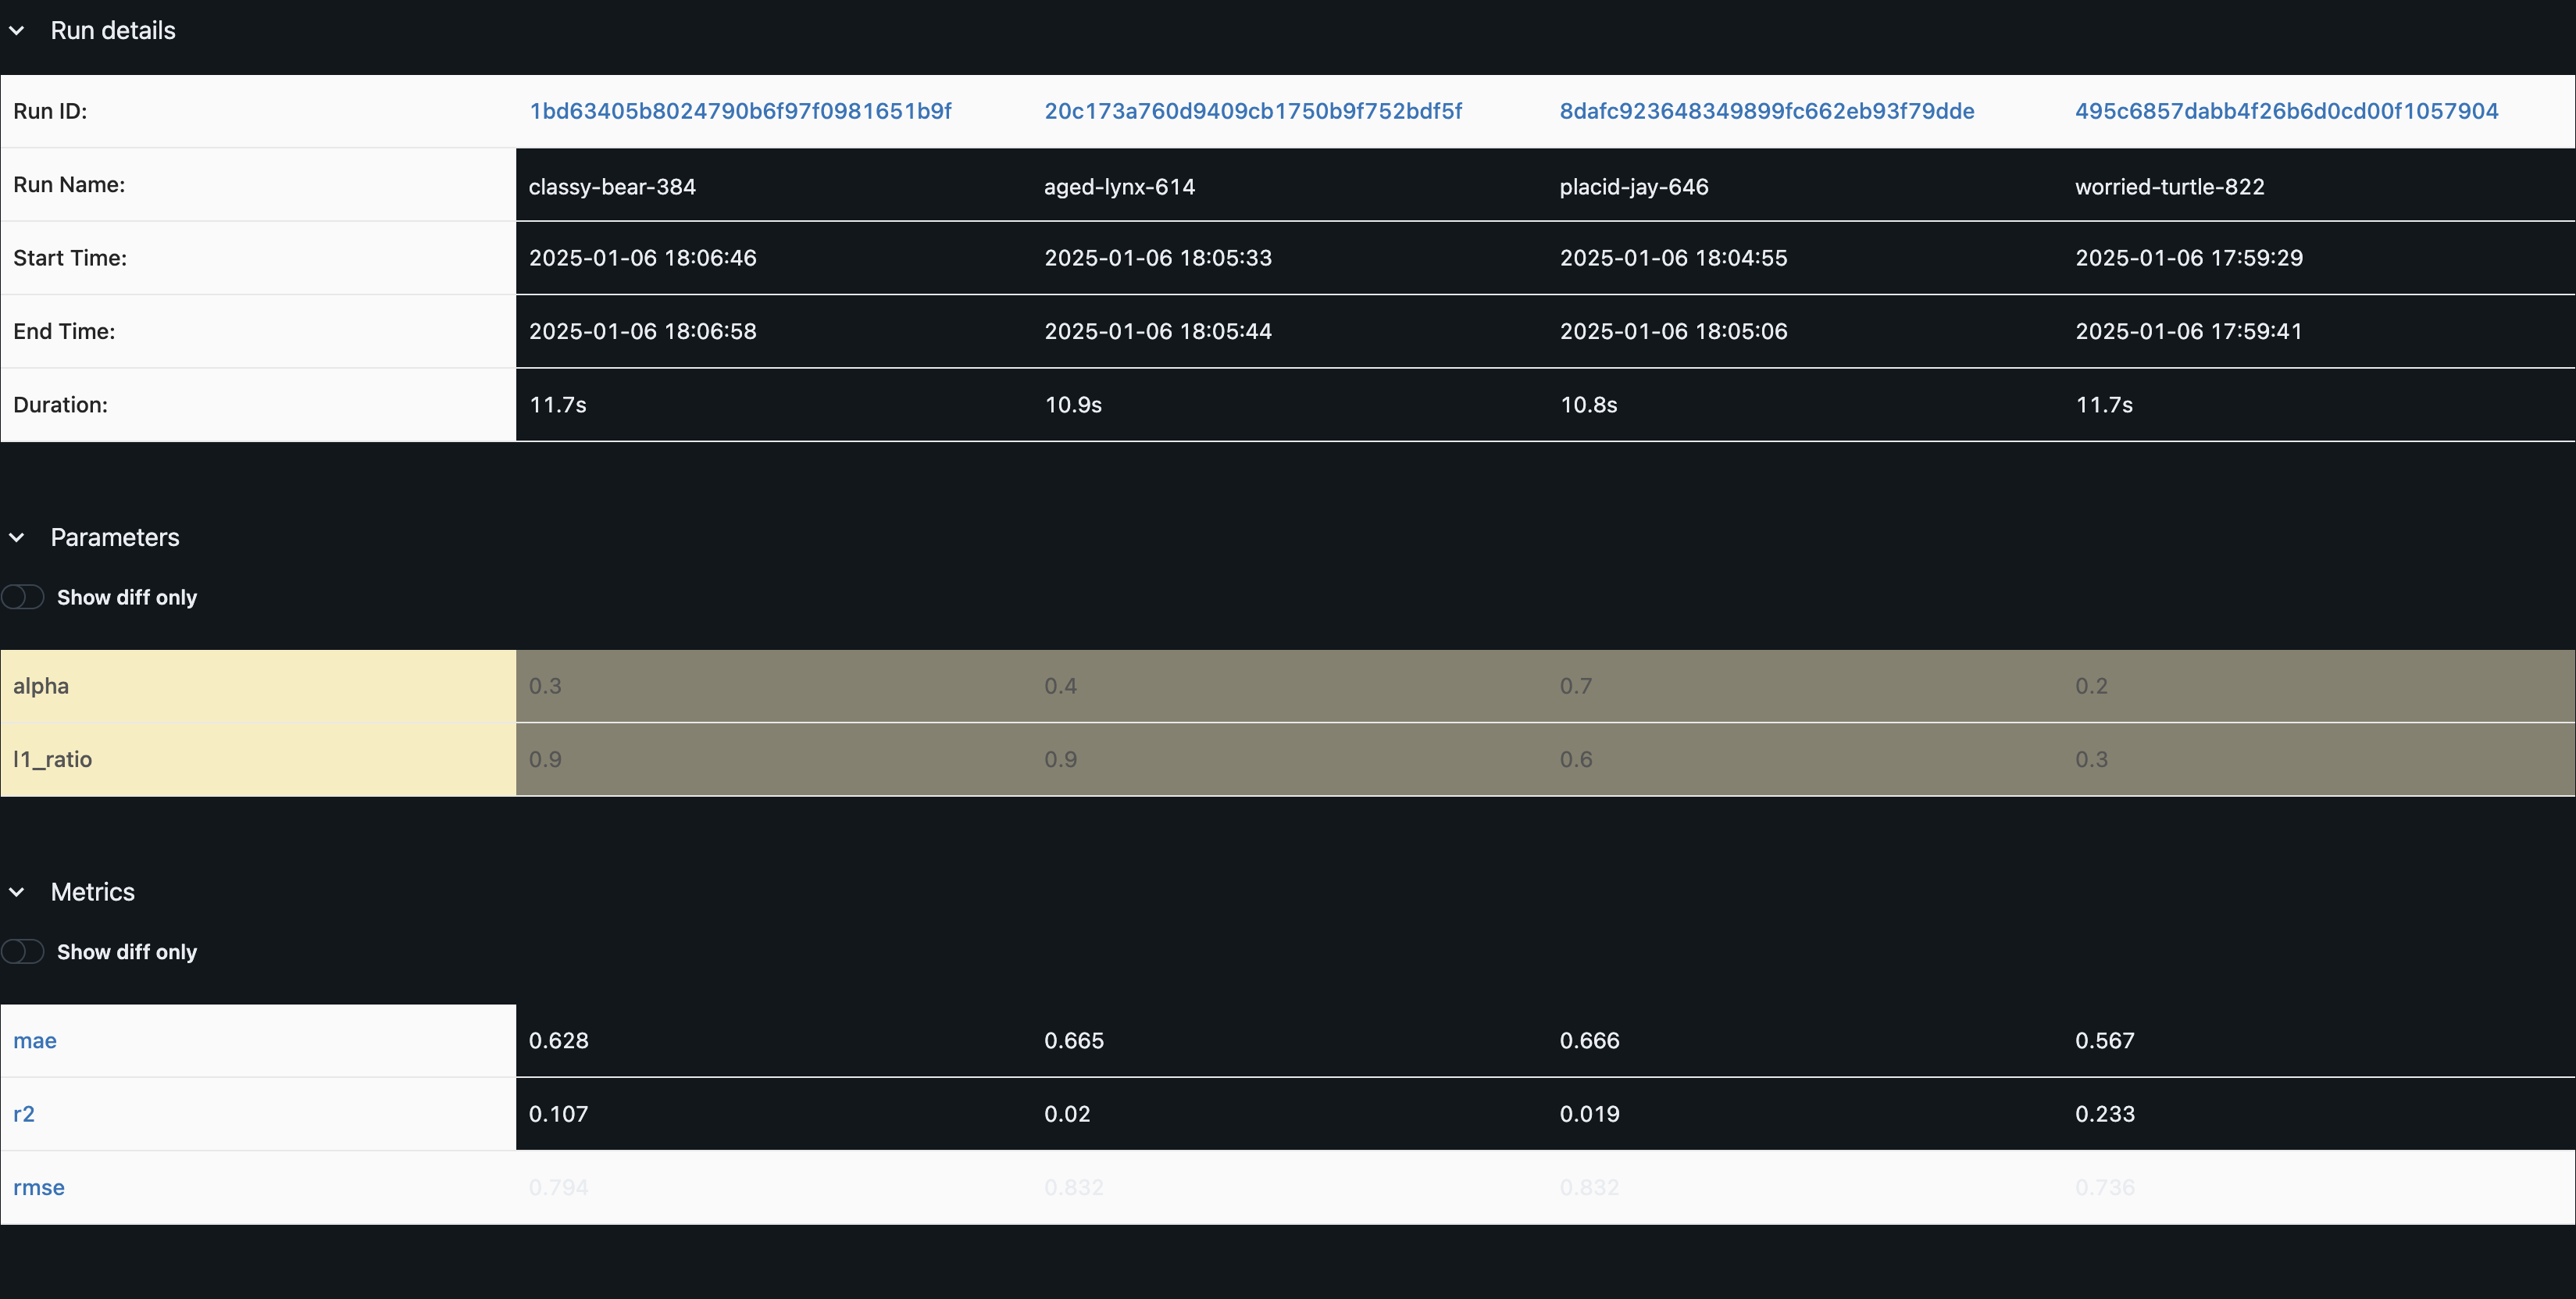 Run details
Run ID: 1bd63405b8024790b6f97f0981651b9f 20c173a760d9409cb1750b9f752bdf5f 8dafc923648349899fc662eb93f79dde 495c6857dabb4f26b6d0cd00f1057904
Run Name: classy-bear-384 aged-lynx-614 placid-jay-646 worried-turtle-822
Start Time: 2025-01-06 18:06:46 2025-01-06 18:05:33 2025-01-06 18:04:55 2025-01-06 17:59:29
End Time: 2025-01-06 18:06:58 2025-01-06 18:05:44 2025-01-06 18:05:06 2025-01-06 17:59:41
Duration: 11.7s 10.9s 10.8s 11.7s
Parameters
Show diff only
alpha 0.3 0.4 0.7 0.2
l1_ratio 0.9 0.9 0.6 0.3
Metrics
Show diff only
mae 0.628 0.665 0.666 0.567
r2 0.107 0.02 0.019 0.233
rmse 0.794 0.832 0.832 0.736